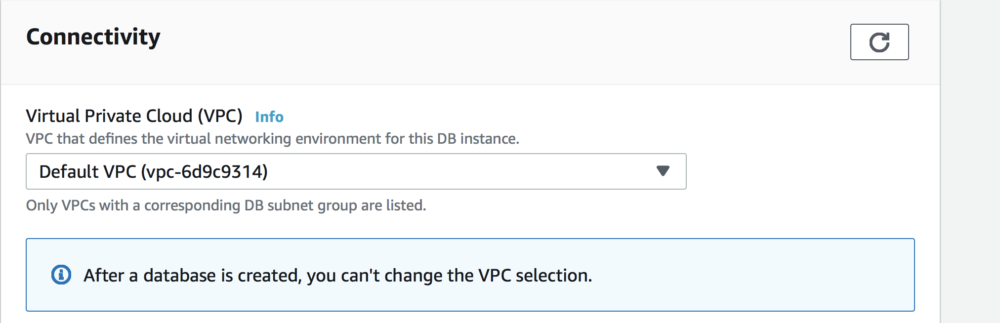 Connectivity
Virtual Private Cloud (VPC) Info
VPC that defines the virtual networking environment for this DB instance.
Default VPC (vpc-6d9c9314)
Only VPCs with a corresponding DB subnet group are listed.
After a database is created, you can't change the VPC selection.